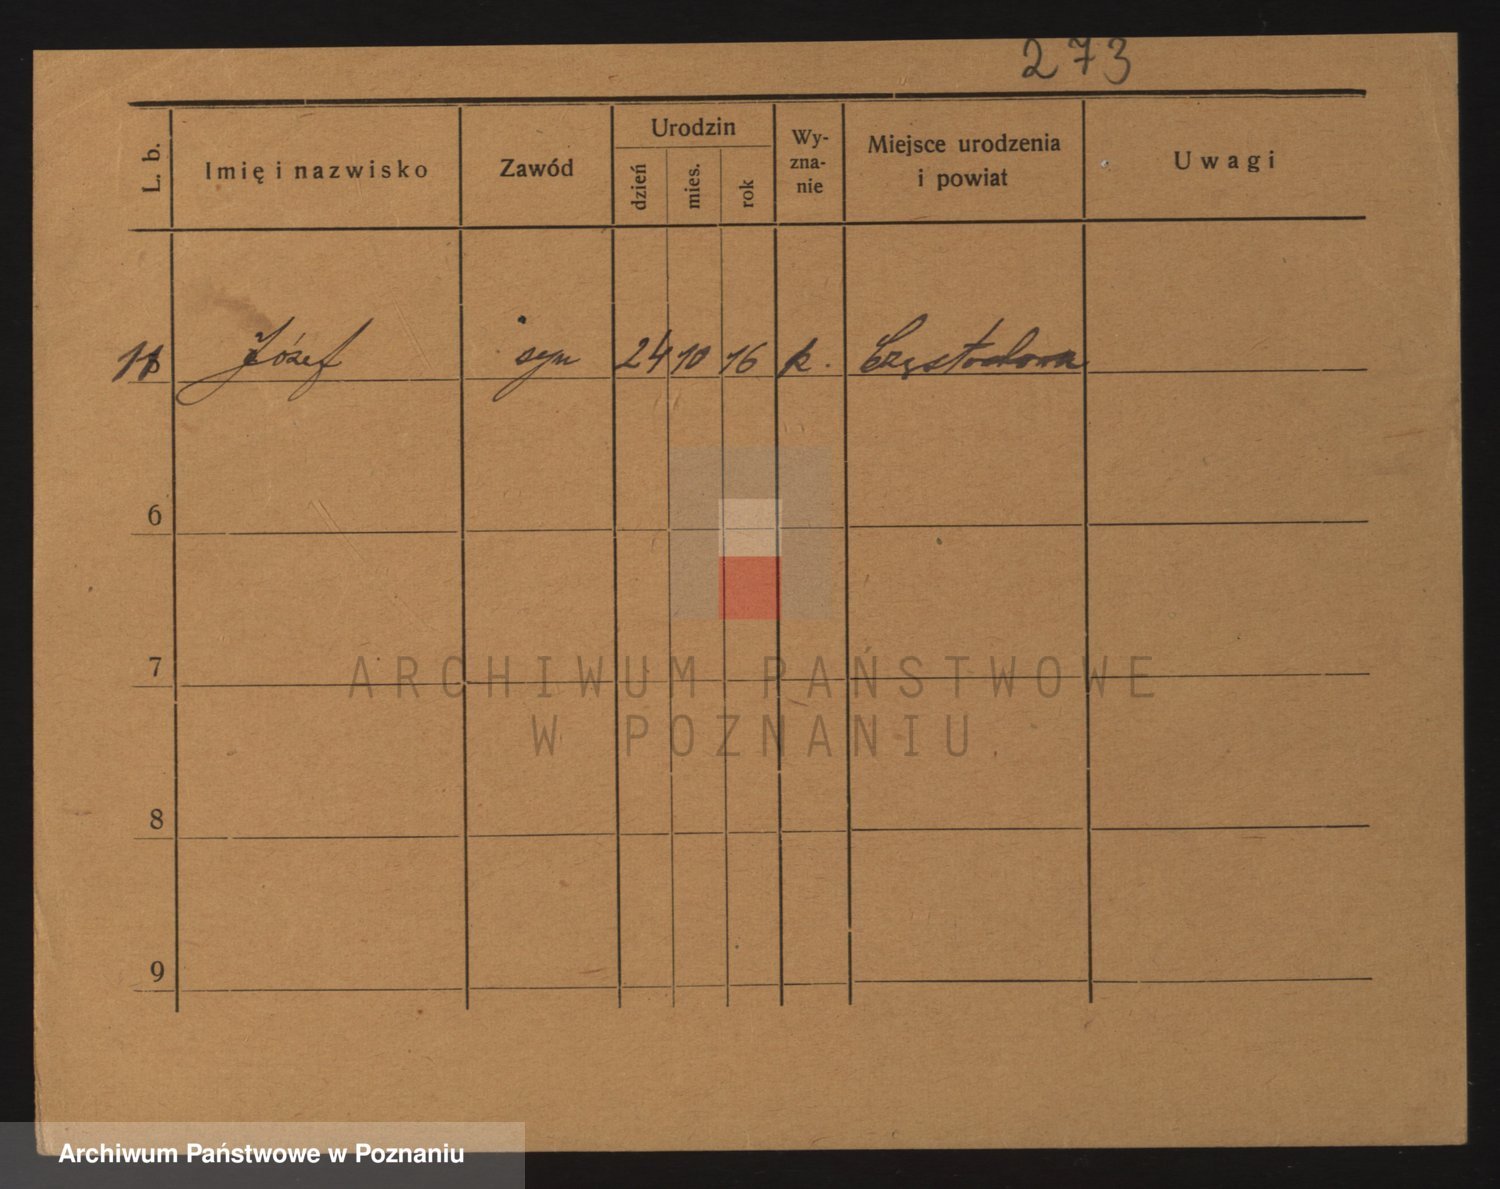 273
L. b. Imię i nazwisko Zawód Urodzin dzień mies. rok Wy-zna-nie Miejsce urodzenia i powiat Uwagi
11 Józef syn 24 10 16 k. Częstochowa
6
7
8
9
ARCHIWUM PAŃSTWOWE
W POZNANIU
Archiwum Państwowe w Poznaniu